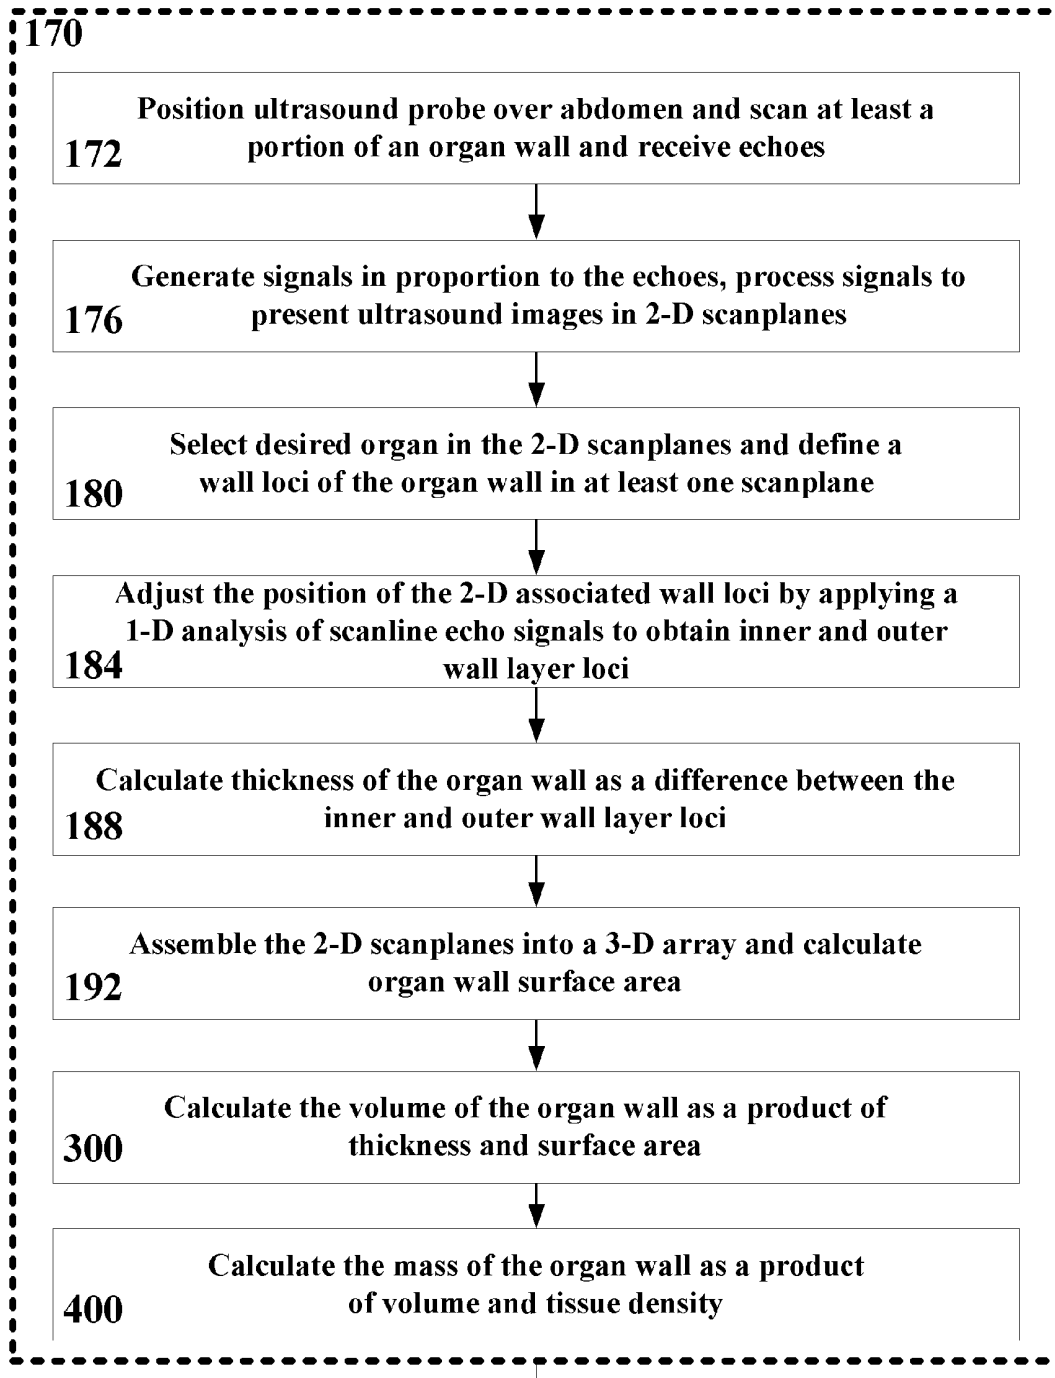 170
Position ultrasound probe over abdomen and scan at least a
portion of an organ wall and receive echoes
172
Generate signals in proportion to the echoes, process signals to
present ultrasound images in 2-D scanplanes
176
Select desired organ in the 2-D scanplanes and define a
wall loci of the organ wall in at least one scanplane
180
Adjust the position of the 2-D associated wall loci by applying a
1-D analysis of scanline echo signals to obtain inner and outer
wall layer loci
184
Calculate thickness of the organ wall as a difference between the
inner and outer wall layer loci
188
Assemble the 2-D scanplanes into a 3-D array and calculate
organ wall surface area
192
Calculate the volume of the organ wall as a product of
thickness and surface area
300
Calculate the mass of the organ wall as a product
of volume and tissue density
400